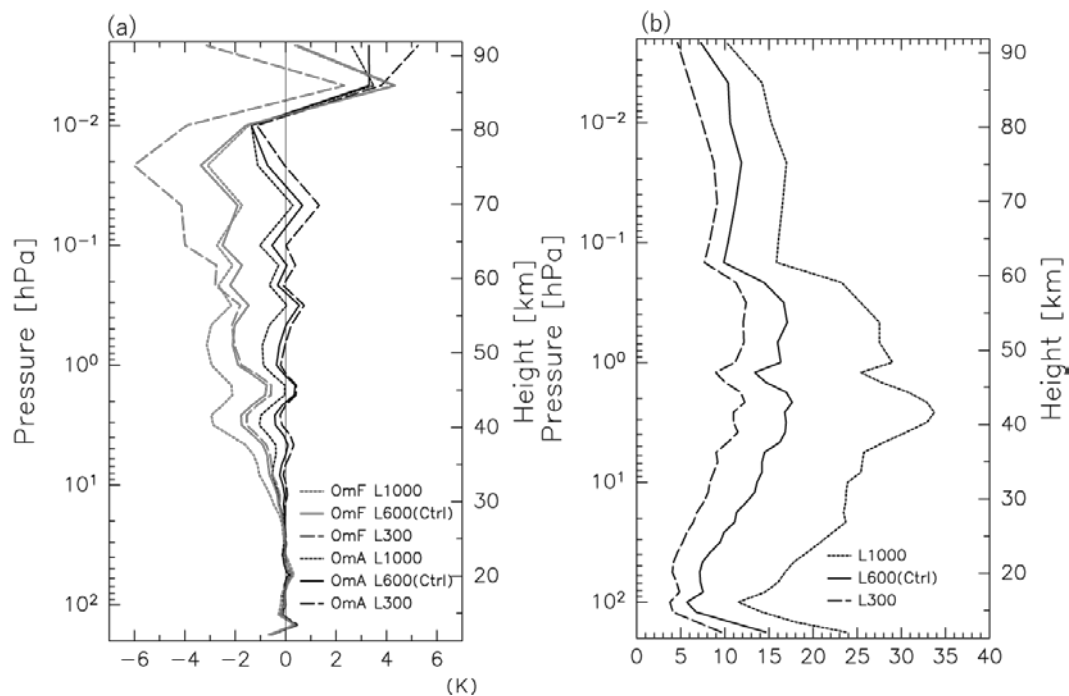 (a)
Pressure [hPa]
10⁻²
10⁻¹
10⁰
10¹
10²
90
80
70
60
50
40
30
20
Height [km]
OmF L1000
OmF L600(Ctrl)
OmF L300
OmA L1000
OmA L600(Ctrl)
OmA L300
−6 −4 −2 0 2 4 6
(K)
(b)
Pressure [hPa]
10⁻²
10⁻¹
10⁰
10¹
10²
90
80
70
60
50
40
30
20
Height [km]
L1000
L600(Ctrl)
L300
0 5 10 15 20 25 30 35 40